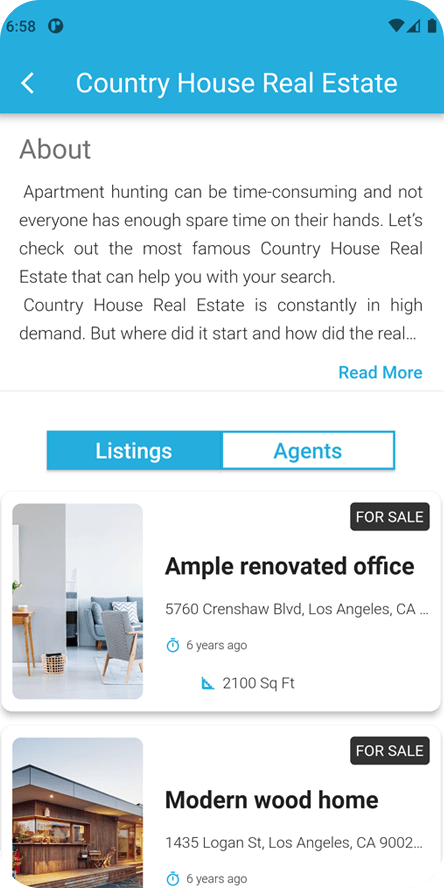 6:58
Country House Real Estate
About
Apartment hunting can be time-consuming and not
everyone has enough spare time on their hands. Let's
check out the most famous Country House Real
Estate that can help you with your search.
Country House Real Estate is constantly in high
demand. But where did it start and how did the real...
Read More
Listings
Agents
FOR SALE
Ample renovated office
5760 Crenshaw Blvd, Los Angeles, CA ...
6 years ago
2100 Sq Ft
FOR SALE
Modern wood home
1435 Logan St, Los Angeles, CA 9002...
6 years ago